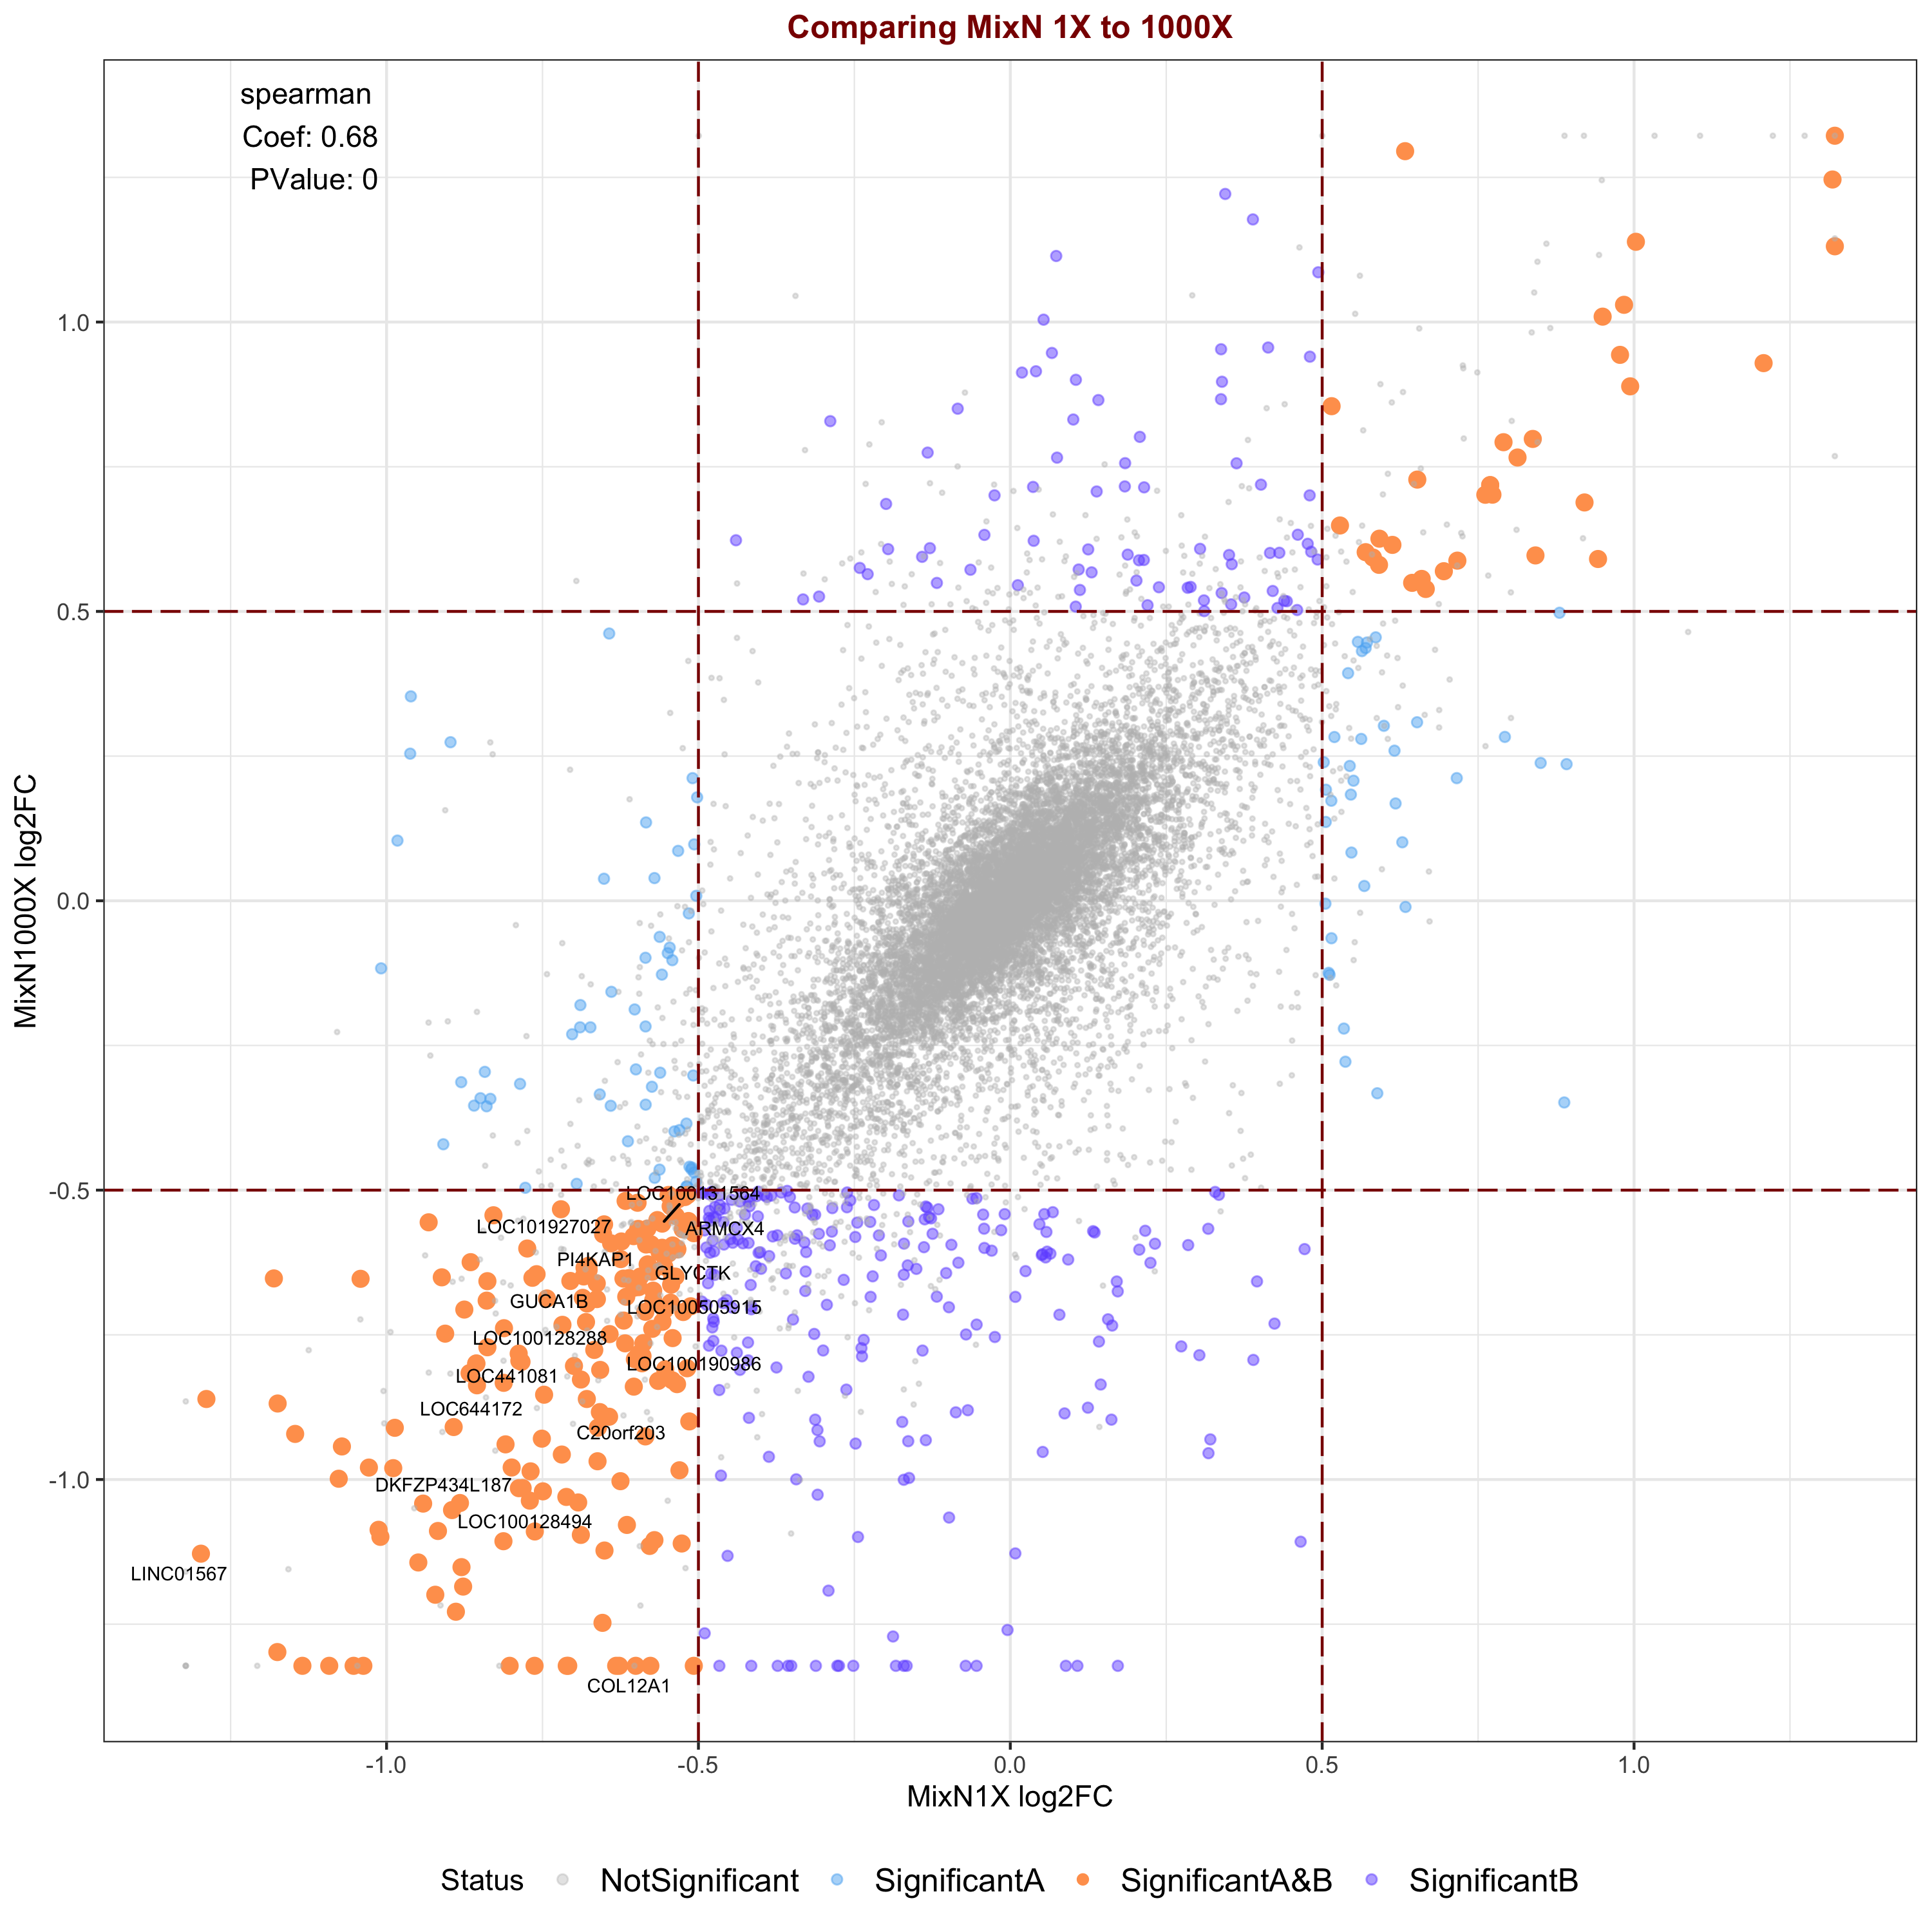 Comparing MixN 1X to 1000X
spearman
Coef: 0.68
PValue: 0
1.0
0.5
0.0
-0.5
-1.0
MixN1000X log2FC
LOC100131564
LOC101927027
ARMCX4
PI4KAP1
GLYCTK
GUCA1B
LOC100505915
LOC100128288
LOC100190986
LOC441081
LOC644172
C20orf203
DKFZP434L187
LOC100128494
LINC01567
COL12A1
-1.0
-0.5
0.0
0.5
1.0
MixN1X log2FC
Status NotSignificant SignificantA SignificantA&B SignificantB